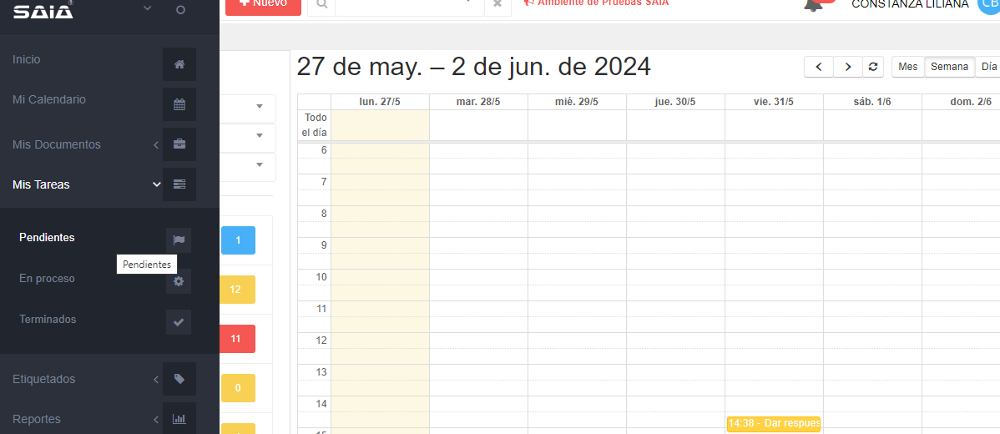 SAIA®
Nuevo
Ambiente de Pruebas SAIA
CONSTANZA LILIANA
CB
Inicio
Mi Calendario
Mis Documentos
Mis Tareas
Pendientes
Pendientes
En proceso
Terminados
Etiquetados
Reportes
1
12
11
0
27 de may. – 2 de jun. de 2024
Mes
Semana
Día
lun. 27/5
mar. 28/5
mié. 29/5
jue. 30/5
vie. 31/5
sáb. 1/6
dom. 2/6
Todo
el día
6
7
8
9
10
11
12
13
14
14:38 - Dar respues
15